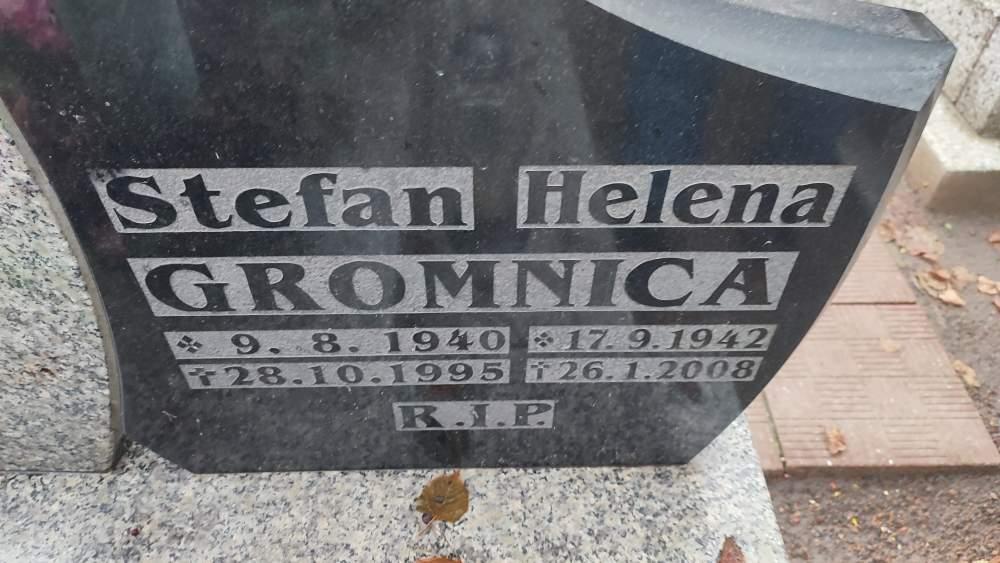 Stefan Helena
GROMNICA
9. 8. 1940 17. 9. 1942
†28.10.1995 †26.1.2008
R.I.P.